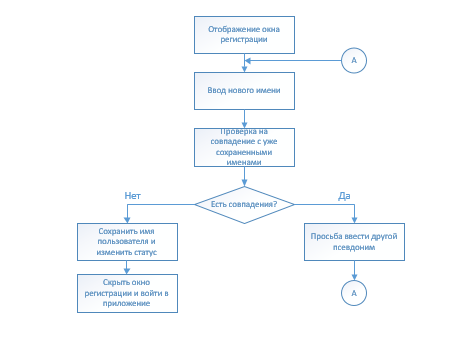 Отображение окна
регистрации
А
Ввод нового имени
Проверка на
совпадение с уже
сохраненными
именами
Нет
Есть совпадения?
Да
Сохранить имя
пользователя и
изменить статус
Просьба ввести другой
псевдоним
Скрыть окно
регистрации и войти в
приложение
А